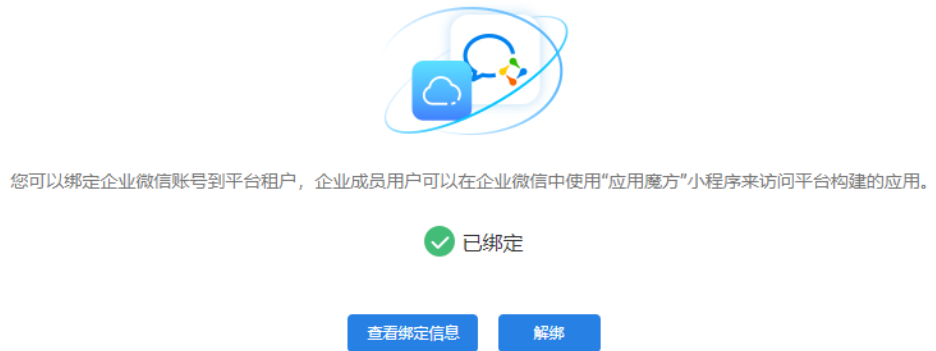 您可以绑定企业微信账号到平台租户，企业成员用户可以在企业微信中使用“应用魔方”小程序来访问平台构建的应用。
已绑定
查看绑定信息 解绑